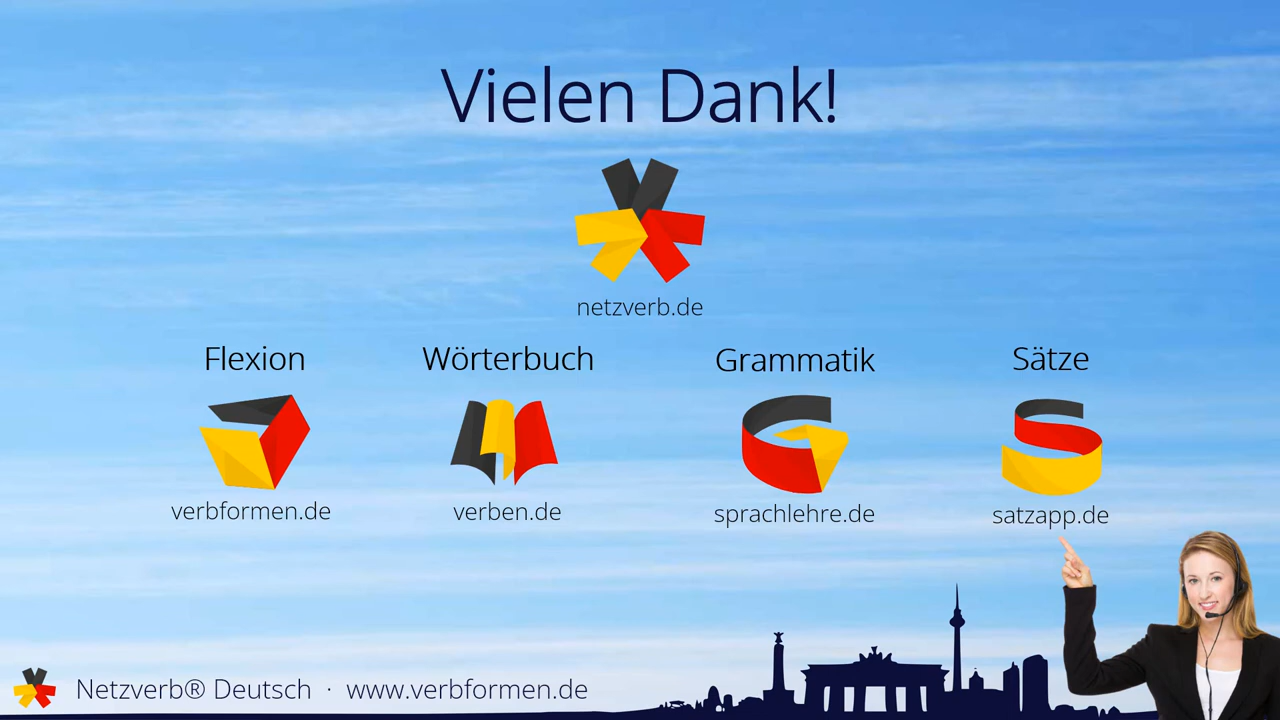 Vielen Dank!
netzverb.de
Flexion
Wörterbuch
Grammatik
Sätze
verbformen.de
verben.de
sprachlehre.de
satzapp.de
Netzverb® Deutsch · www.verbformen.de